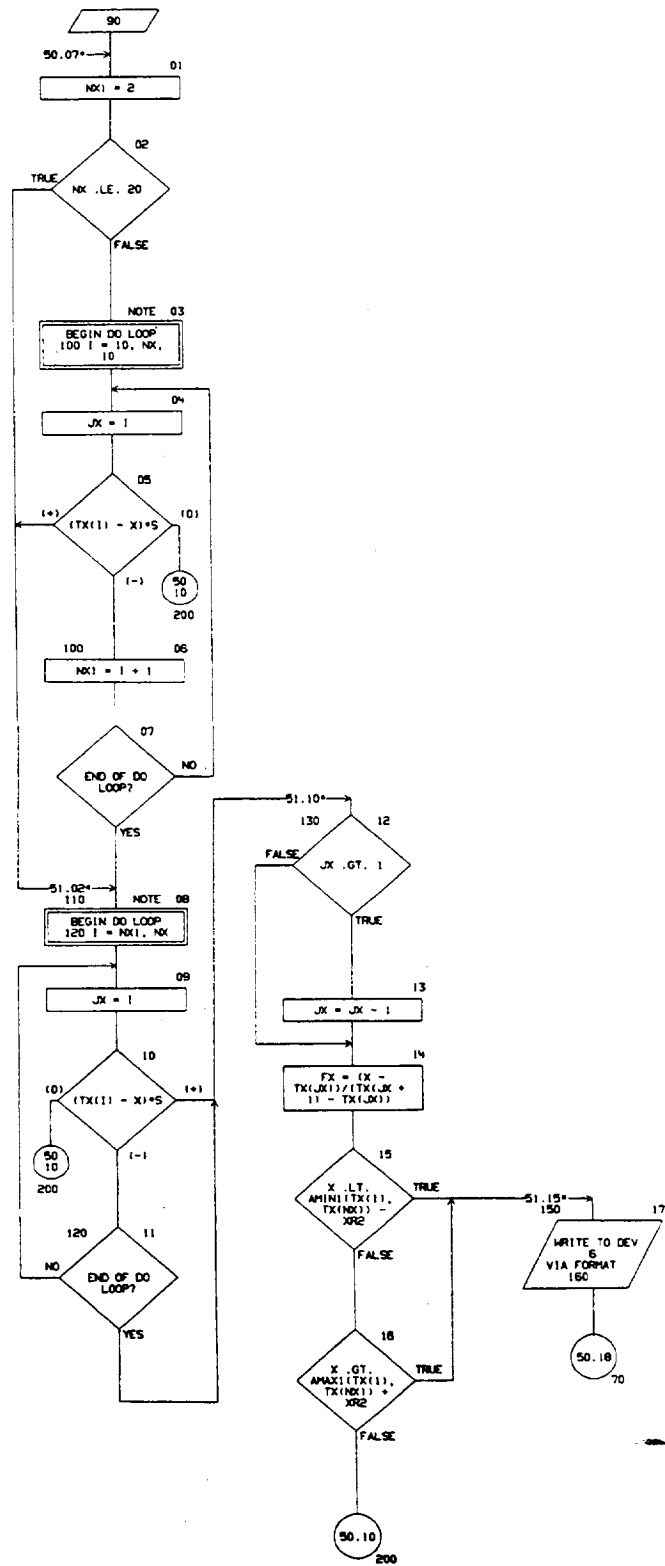 90
50.07*
01
NX1 = 2
02
NX .LE. 20
TRUE
FALSE
NOTE 03
BEGIN DO LOOP
100 I = 10, NX,
10
04
JX = I
05
(TX(I) - X)*S
(+)
(0)
(-)
50
10
200
100
06
NX1 = I + 1
07
END OF DO
LOOP?
NO
YES
51.02*
110
NOTE 08
BEGIN DO LOOP
120 I = NX1, NX
09
JX = I
10
(TX(I) - X)*S
(0)
(+)
(-)
50
10
200
120
11
END OF DO
LOOP?
NO
YES
51.10*
130
12
JX .GT. 1
FALSE
TRUE
13
JX = JX - 1
14
FX = (X -
TX(JX))/(TX(JX +
1) - TX(JX))
15
X .LT.
AMIN1(TX(1),
TX(NX)) -
XR2
TRUE
FALSE
16
X .GT.
AMAX1(TX(1),
TX(NX)) +
XR2
TRUE
FALSE
50.10
200
51.15*
150
17
WRITE TO DEV
6
VIA FORMAT
160
50.18
70